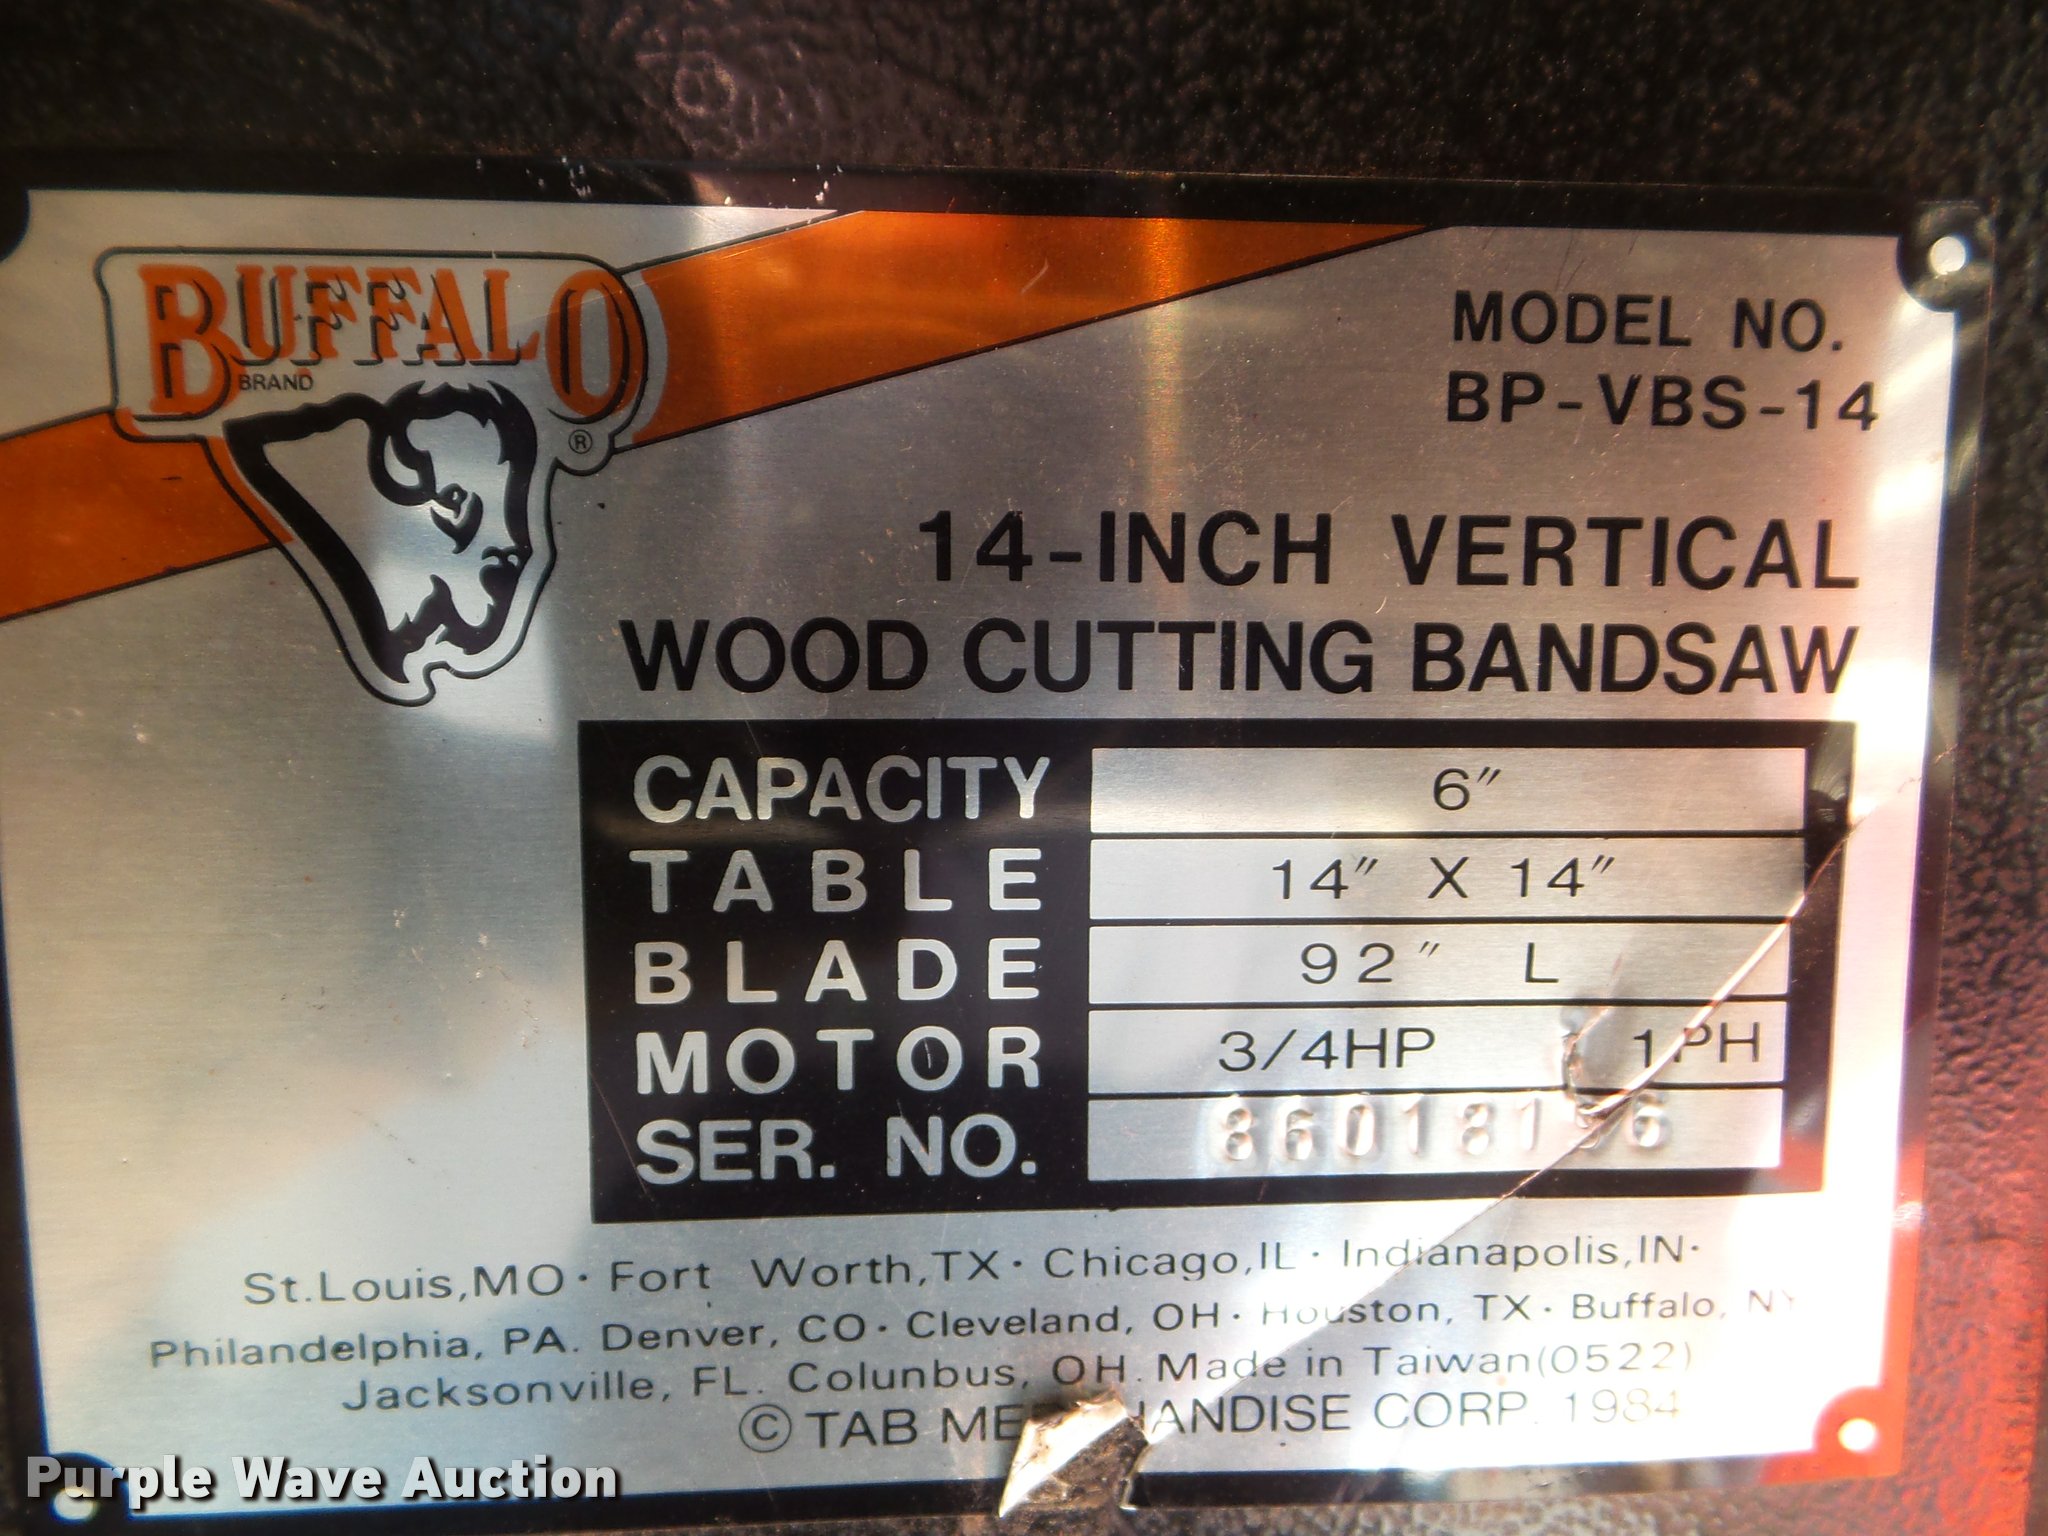 BUFFALO
BRAND
®
MODEL NO.
BP-VBS-14
14-INCH VERTICAL
WOOD CUTTING BANDSAW
CAPACITY 6"
TABLE 14" X 14"
BLADE 92" L
MOTOR 3/4HP 1PH
SER. NO.
St.Louis,MO· Fort Worth,TX· Chicago,IL· Indianapolis,IN·
Philandelphia, PA. Denver, CO· Cleveland, OH· Houston, TX· Buffalo, NY
Jacksonville, FL. Columbus, OH. Made in Taiwan(0522)
© TAB CORP. 1984
Purple Wave Auction